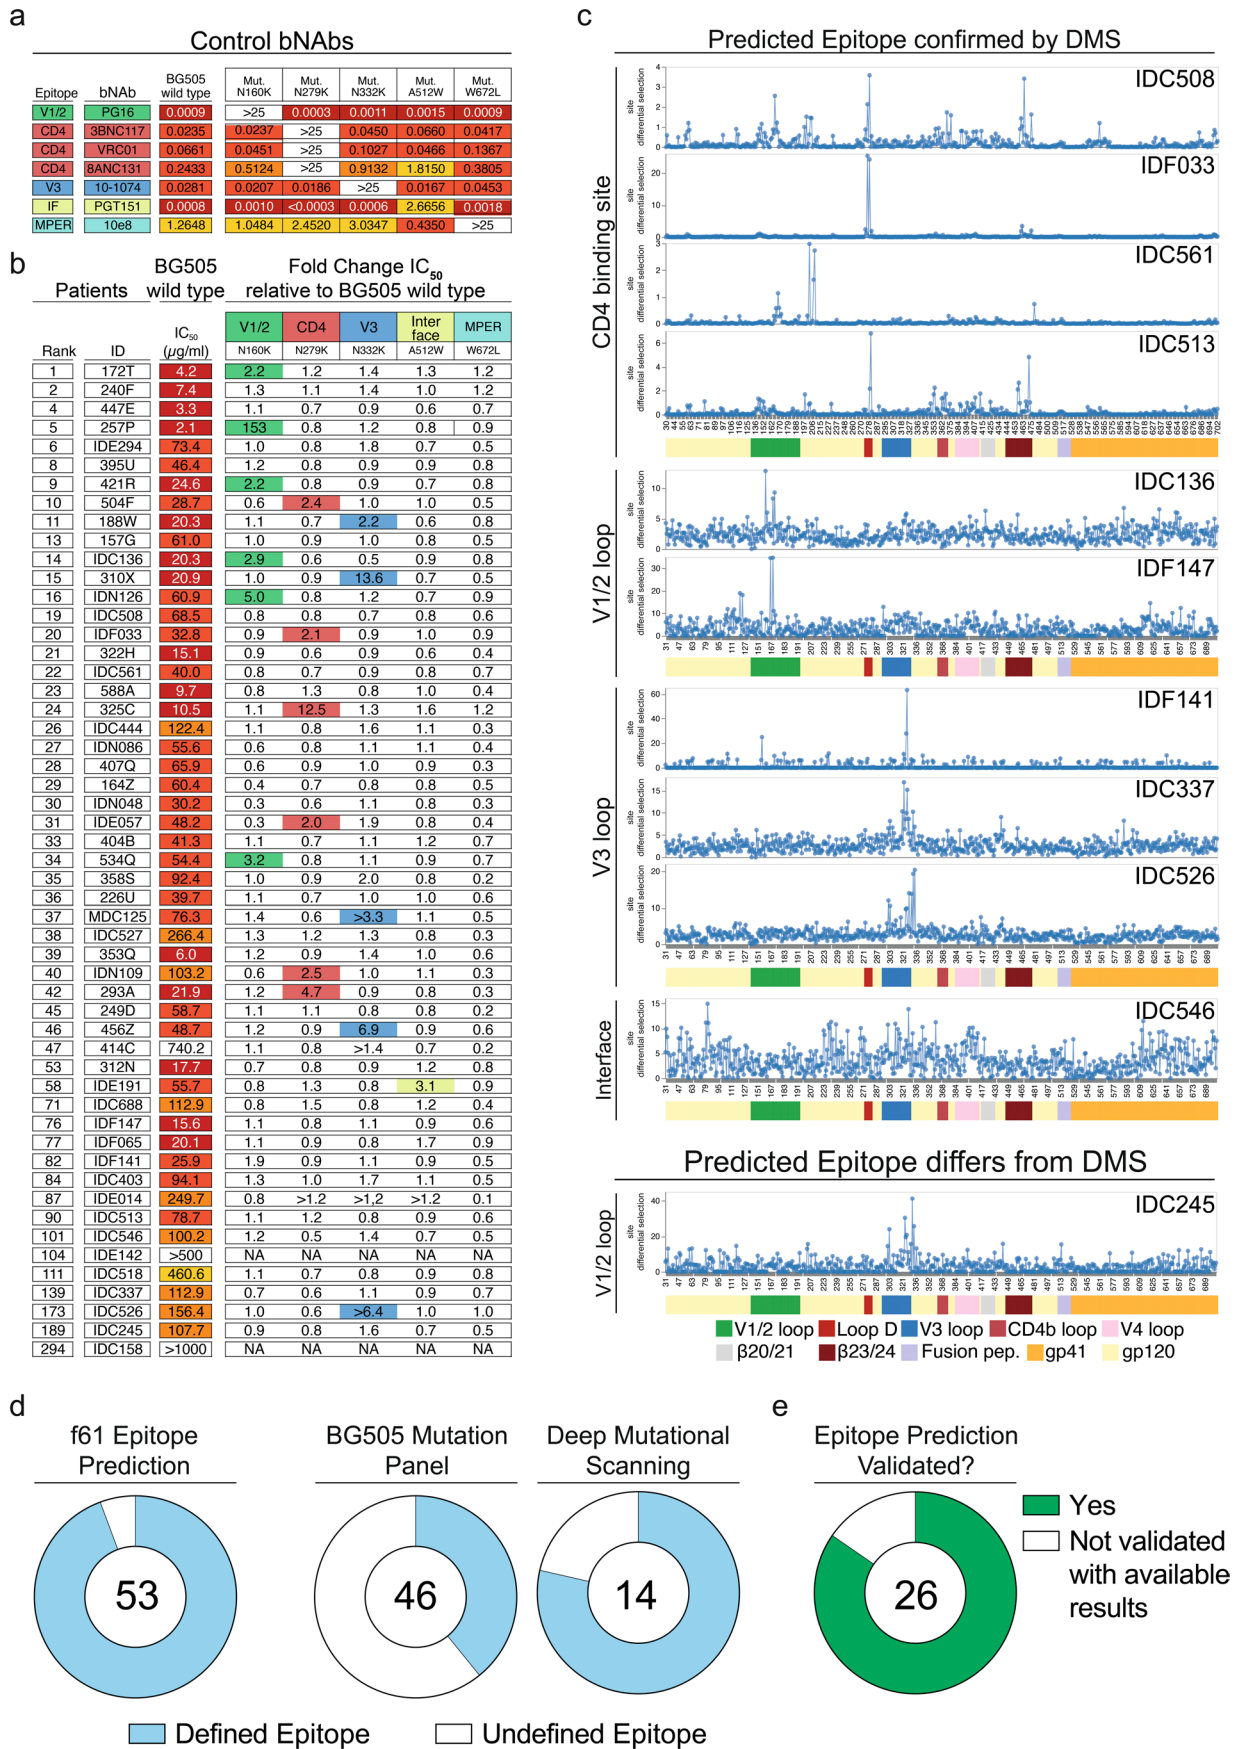 a
Control bNAbs
Epitope bNAb BG505 wild type Mut. N160K Mut. N279K Mut. N332K Mut. A512W Mut. W672L
V1/2 PG16 0.0009 >25 0.0003 0.0011 0.0015 0.0009
CD4 3BNC117 0.0235 0.0237 >25 0.0450 0.0660 0.0417
CD4 VRC01 0.0661 0.0451 >25 0.1027 0.0466 0.1367
CD4 8ANC131 0.2433 0.5124 >25 0.9132 1.8150 0.3805
V3 10-1074 0.0281 0.0207 0.0186 >25 0.0167 0.0453
IF PGT151 0.0008 0.0010 <0.0003 0.0006 2.6656 0.0018
MPER 10e8 1.2648 1.0484 2.4520 3.0347 0.4350 >25
b
Patients
BG505 wild type
Fold Change IC50 relative to BG505 wild type
Rank ID IC50 (µg/ml) V1/2 N160K CD4 N279K V3 N332K Inter face A512W MPER W672L
1 172T 4.2 2.2 1.2 1.4 1.3 1.2
2 240F 7.4 1.3 1.1 1.4 1.0 1.2
4 447E 3.3 1.1 0.7 0.9 0.6 0.7
5 257P 2.1 153 0.8 1.2 0.8 0.9
6 IDE294 73.4 1.0 0.8 1.8 0.7 0.5
8 395U 46.4 1.2 0.8 0.9 0.9 0.8
9 421R 24.6 2.2 0.8 0.9 0.7 0.8
10 504F 28.7 0.6 2.4 1.0 1.0 0.5
11 188W 20.3 1.1 0.7 2.2 0.6 0.8
13 157G 61.0 1.0 0.9 1.0 0.8 0.5
14 IDC136 20.3 2.9 0.6 0.5 0.9 0.8
15 310X 20.9 1.0 0.9 13.6 0.7 0.5
16 IDN126 60.9 5.0 0.8 1.2 0.7 0.9
19 IDC508 68.5 0.8 0.8 0.7 0.8 0.6
20 IDF033 32.8 0.9 2.1 0.9 1.0 0.9
21 322H 15.1 0.9 0.6 0.9 0.6 0.4
22 IDC561 40.0 0.8 0.7 0.9 0.8 0.7
23 588A 9.7 0.8 1.3 0.8 1.0 0.4
24 325C 10.5 1.1 12.5 1.3 1.6 1.2
26 IDC444 122.4 1.1 0.8 1.6 1.1 0.3
27 IDN086 55.6 0.6 0.8 1.1 1.1 0.4
28 407Q 65.9 0.6 0.9 1.0 0.9 0.3
29 164Z 60.4 0.4 0.7 0.8 0.8 0.5
30 IDN048 30.2 0.3 0.6 1.1 0.8 0.3
31 IDE057 48.2 0.3 2.0 1.9 0.8 0.4
33 404B 41.3 1.1 0.7 1.1 1.2 0.7
34 534Q 54.4 3.2 0.8 1.1 0.9 0.7
35 358S 92.4 1.0 0.9 2.0 0.8 0.2
36 226U 39.7 1.1 0.7 1.0 1.0 0.6
37 MDC125 76.3 1.4 0.6 >3.3 1.1 0.5
38 IDC527 266.4 1.3 1.2 1.3 0.8 0.3
39 353Q 6.0 1.2 0.9 1.4 1.0 0.6
40 IDN109 103.2 0.6 2.5 1.0 1.1 0.3
42 293A 21.9 1.2 4.7 0.9 0.8 0.3
45 249D 58.7 1.1 1.1 0.8 0.8 0.2
46 456Z 48.7 1.2 0.9 6.9 0.9 0.6
47 414C 740.2 1.1 0.8 >1.4 0.7 0.2
53 312N 17.7 0.7 0.8 0.9 1.2 0.8
58 IDE191 55.7 0.8 1.3 0.8 3.1 0.9
71 IDC688 112.9 0.8 1.5 0.8 1.2 0.4
76 IDF147 15.6 1.1 0.8 1.1 0.9 0.6
77 IDF065 20.1 1.1 0.9 0.8 1.7 0.9
82 IDF141 25.9 1.9 0.9 1.1 0.9 0.5
84 IDC403 94.1 1.3 1.0 1.7 1.1 0.5
87 IDE014 249.7 0.8 >1.2 >1.2 >1.2 0.1
90 IDC513 78.7 1.1 1.2 0.8 0.9 0.6
101 IDC546 100.2 1.2 0.5 1.4 0.7 0.5
104 IDE142 >500 NA NA NA NA NA
111 IDC518 460.6 1.1 0.7 0.8 0.9 0.8
139 IDC337 112.9 0.7 0.6 1.1 0.9 0.7
173 IDC526 156.4 1.0 0.6 >6.4 1.0 1.0
189 IDC245 107.7 0.9 0.8 1.6 0.7 0.5
294 IDC158 >1000 NA NA NA NA NA
c
Predicted Epitope confirmed by DMS
CD4 binding site
site differential selection
IDC508
IDF033
IDC561
IDC513
V1/2 loop
IDC136
IDF147
V3 loop
IDF141
IDC337
IDC526
Interface
IDC546
Predicted Epitope differs from DMS
V1/2 loop
IDC245
V1/2 loop Loop D V3 loop CD4b loop V4 loop
β20/21 β23/24 Fusion pep. gp41 gp120
d
f61 Epitope Prediction
53
BG505 Mutation Panel
46
Deep Mutational Scanning
14
Defined Epitope Undefined Epitope
e
Epitope Prediction Validated?
26
Yes
Not validated
with available
results